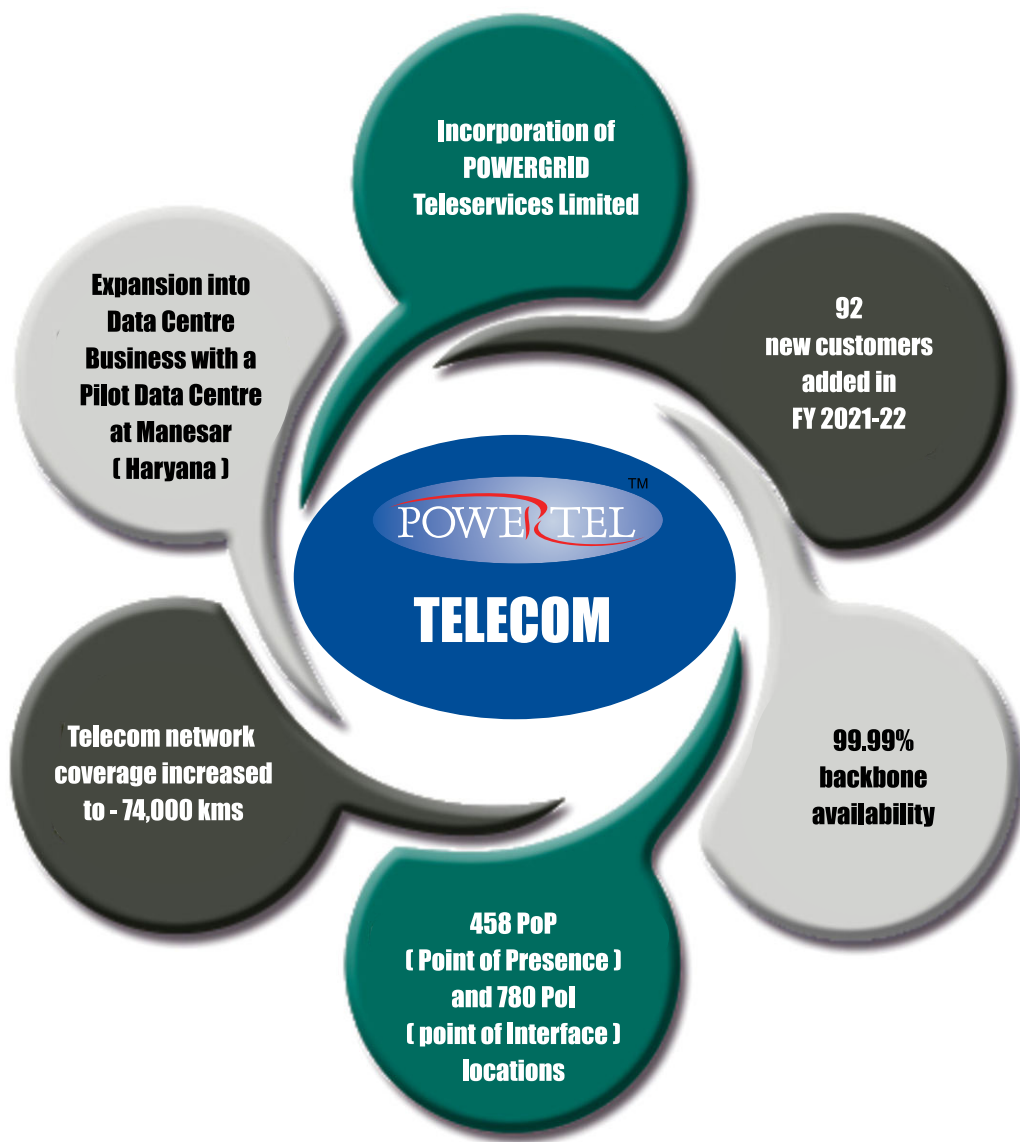 Incorporation of
POWERGRID
Teleservices Limited
92
new customers
added in
FY 2021-22
99.99%
backbone
availability
458 PoP
( Point of Presence )
and 780 PoI
( point of Interface )
locations
Telecom network
coverage increased
to - 74,000 kms
Expansion into
Data Centre
Business with a
Pilot Data Centre
at Manesar
( Haryana )
POWERTEL TM
TELECOM